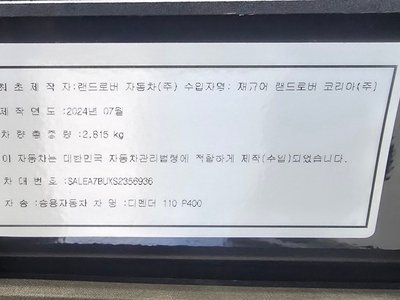 최초 제작 자:랜드로버 자동차(주) 수입자명: 재규어 랜드로버 코리아(주)
제작 연 도:2024년 07월
차 량 총 중 량 :2,815 kg
이 자동차는 대한민국 자동차관리법령에 적합하게 제작(수입)되었습니다.
차 대 번 호 :SALEA7BUXS2356936
차 종 :승용자동차 차 명 :디펜더 110 P400